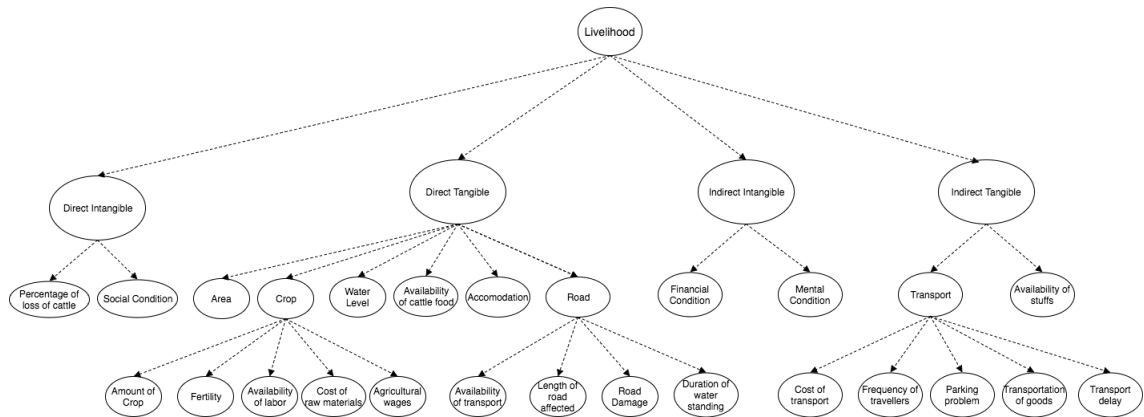 Livelihood
Direct Intangible
Direct Tangible
Indirect Intangible
Indirect Tangible
Percentage of
loss of cattle
Social Condition
Area
Crop
Water
Level
Availability
of cattle food
Accomodation
Road
Financial
Condition
Mental
Condition
Transport
Availability of
stuffs
Amount of
Crop
Fertility
Availability
of labor
Cost of
raw materials
Agricultural
wages
Availability
of transport
Length of
road
affected
Road
Damage
Duration of
water
standing
Cost of
transport
Frequency of
travellers
Parking
problem
Transportation
of goods
Transport
delay